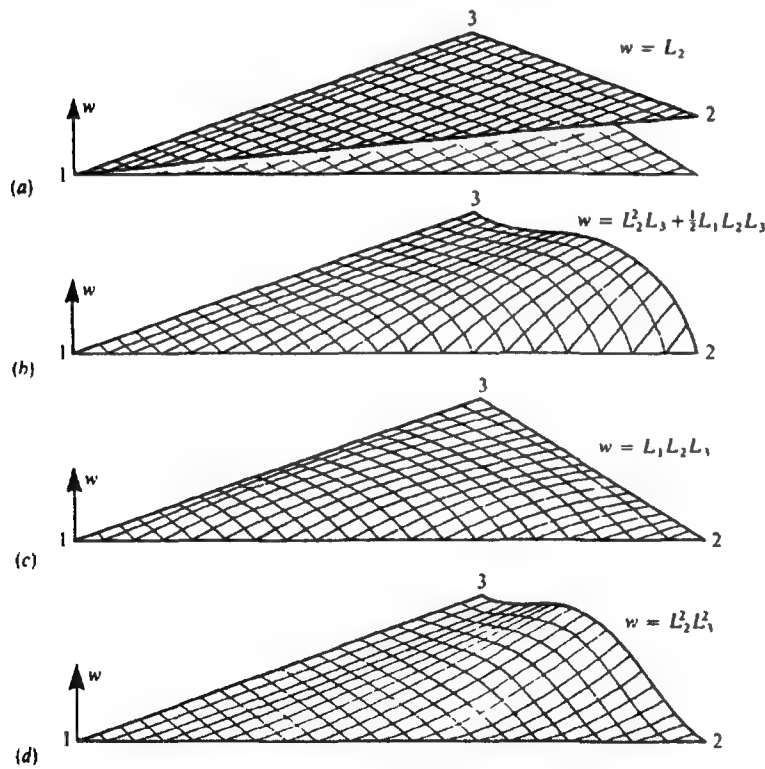 3
w = L₂
w
2
1
(a)
3
w = L₂²L₃ + ½L₁L₂L₃
w
1
2
(b)
3
w = L₁L₂L₃
w
1
2
(c)
3
w = L₂²L₃²
w
1
2
(d)